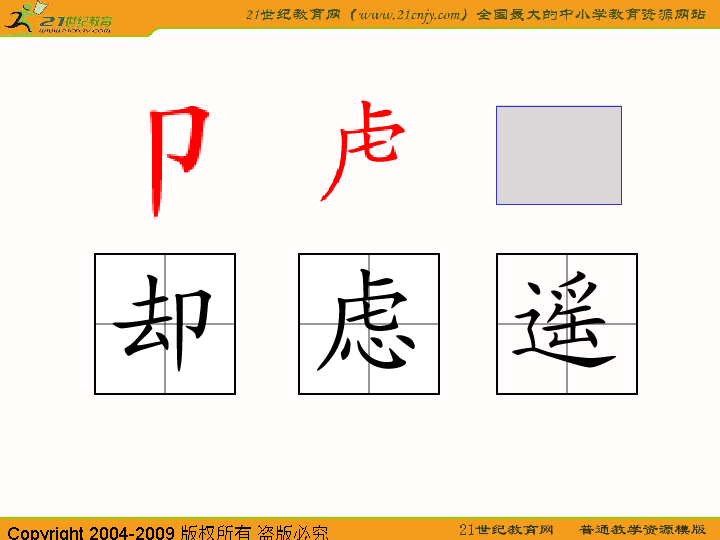 21世纪教育
www.21cnjy.com
21世纪教育网（www.21cnjy.com）全国最大的中小学教育资源网站
卩 虍
却 虑 遥
21世纪教育网 普通教学资源模版
Copyright 2004-2009 版权所有 盗版必究